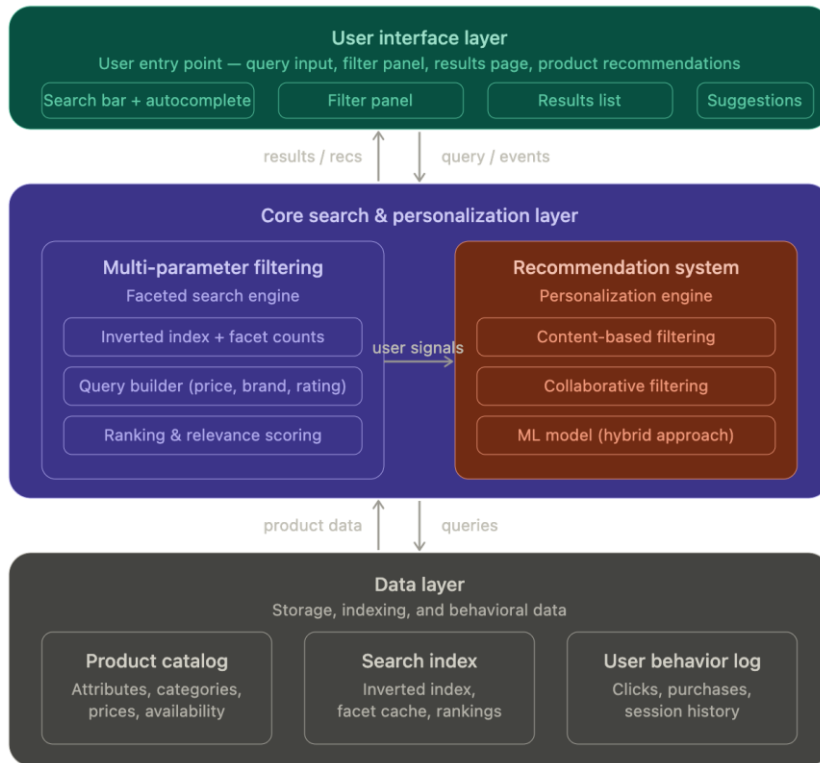 User interface layer
User entry point — query input, filter panel, results page, product recommendations
Search bar + autocomplete
Filter panel
Results list
Suggestions
results / recs
query / events
Core search & personalization layer
Multi-parameter filtering
Faceted search engine
Inverted index + facet counts
Query builder (price, brand, rating)
Ranking & relevance scoring
user signals
Recommendation system
Personalization engine
Content-based filtering
Collaborative filtering
ML model (hybrid approach)
product data
queries
Data layer
Storage, indexing, and behavioral data
Product catalog
Attributes, categories,
prices, availability
Search index
Inverted index,
facet cache, rankings
User behavior log
Clicks, purchases,
session history